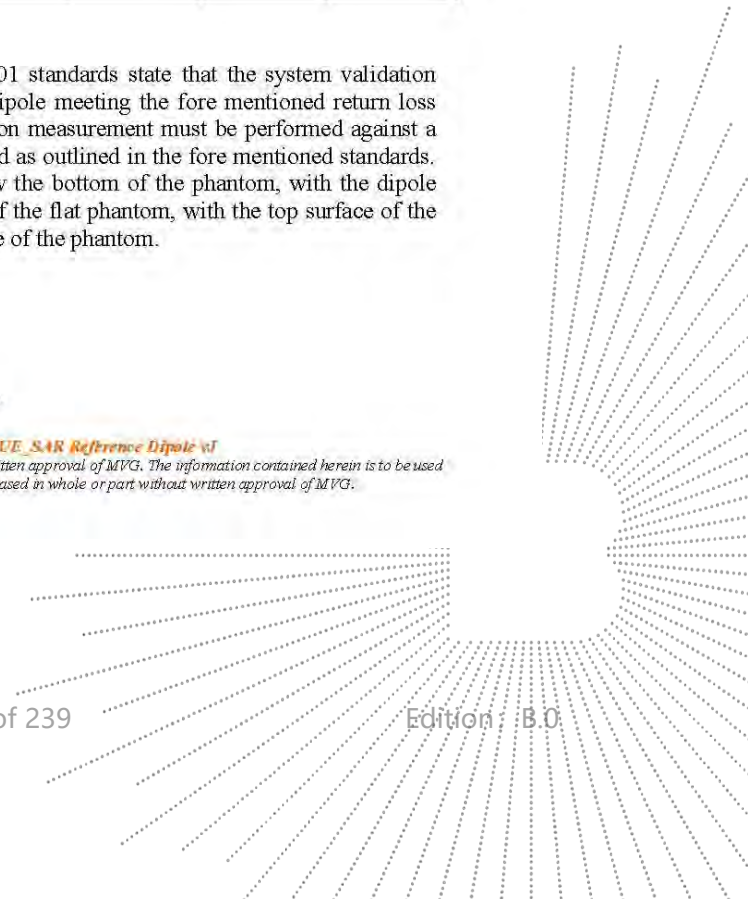 01 standards state that the system validation
ipole meeting the fore mentioned return loss
on measurement must be performed against a
d as outlined in the fore mentioned standards.
w the bottom of the phantom, with the dipole
f the flat phantom, with the top surface of the
e of the phantom.
UE_SAR Reference Dipole vJ
tten approval of MVG. The information contained herein is to be used
ased in whole or part without written approval of MVG.
of 239
Edition: B.0